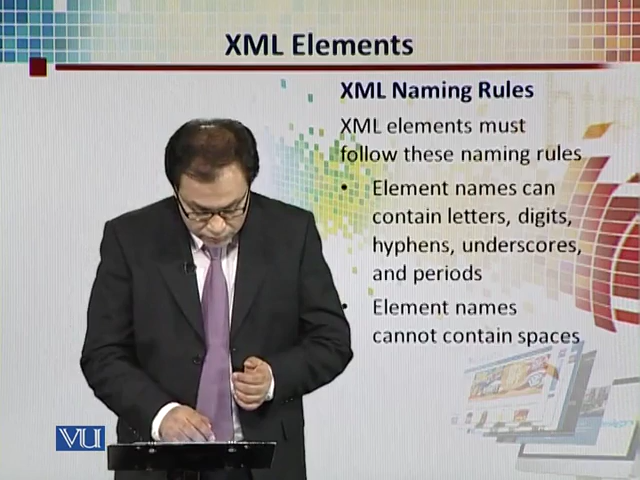 XML Elements
XML Naming Rules
XML elements must
follow these naming rules
• Element names can
contain letters, digits,
hyphens, underscores,
and periods
• Element names
cannot contain spaces
VU